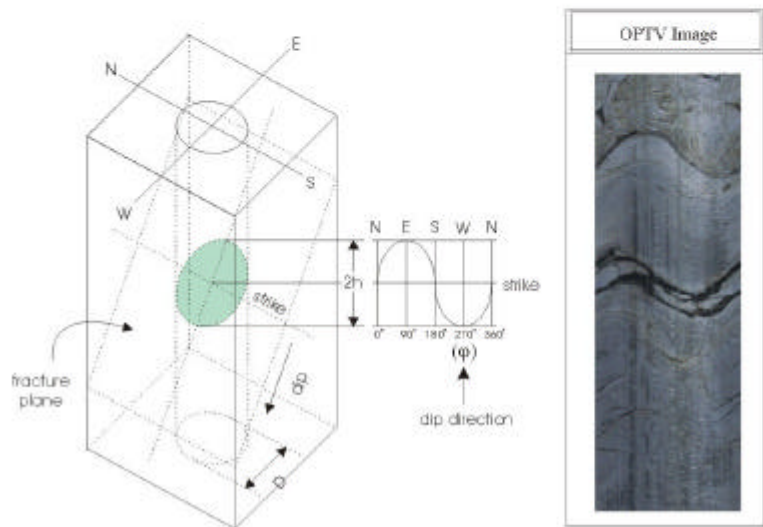 E
N
S
W
fracture
plane
strike
dip
D
2h
N E S W N
strike
0° 90° 180° 270° 360°
(φ)
dip direction
OPTV Image